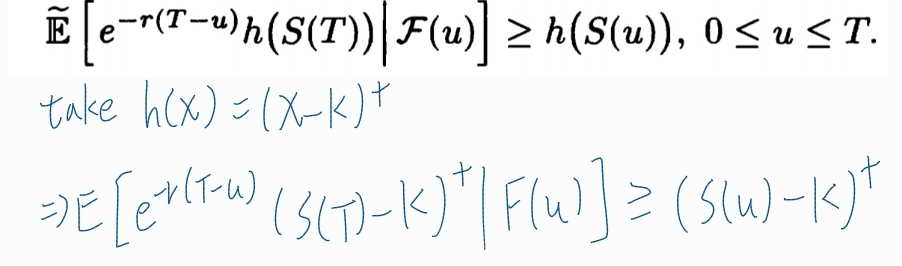 Ẽ[e^{-r(T-u)}h(S(T))|F(u)] ≥ h(S(u)), 0 ≤ u ≤ T.
take h(x) = (x-k)^+
⇒ E[e^{-r(T-u)} (S(T)-K)^+ | F(u)] ≥ (S(u)-K)^+